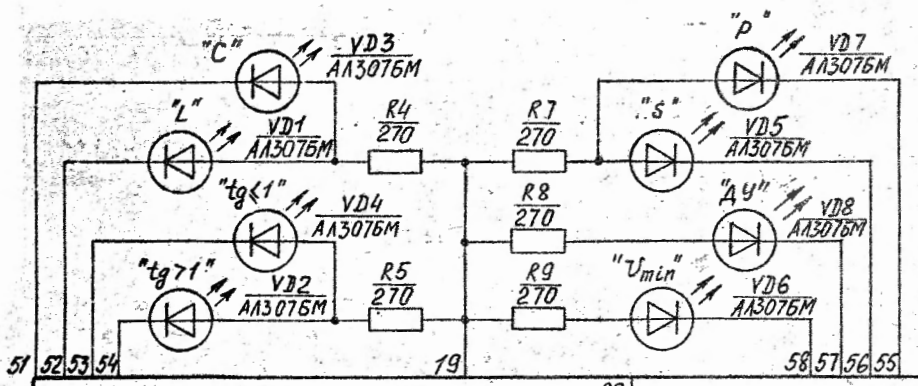 "C"
VD3
АЛ307БМ
"P"
VD7
АЛ307БМ
"L"
VD1
АЛ307БМ
R4
270
R7
270
"S"
VD5
АЛ307БМ
"tg⩽1"
VD4
АЛ307БМ
R8
270
"ДУ"
VD8
АЛ307БМ
"tg>1"
VD2
АЛ307БМ
R5
270
R9
270
"Umin"
VD6
АЛ307БМ
51 52 53 54 19 58 57 56 55